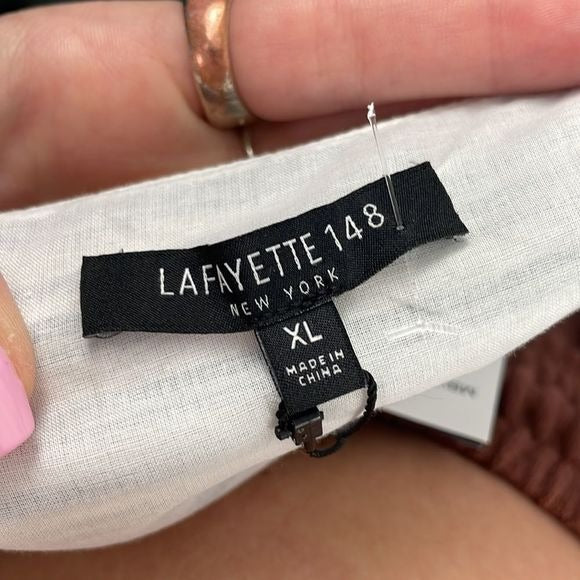 LAFAYETTE 148
NEW YORK
XL
MADE IN
CHINA